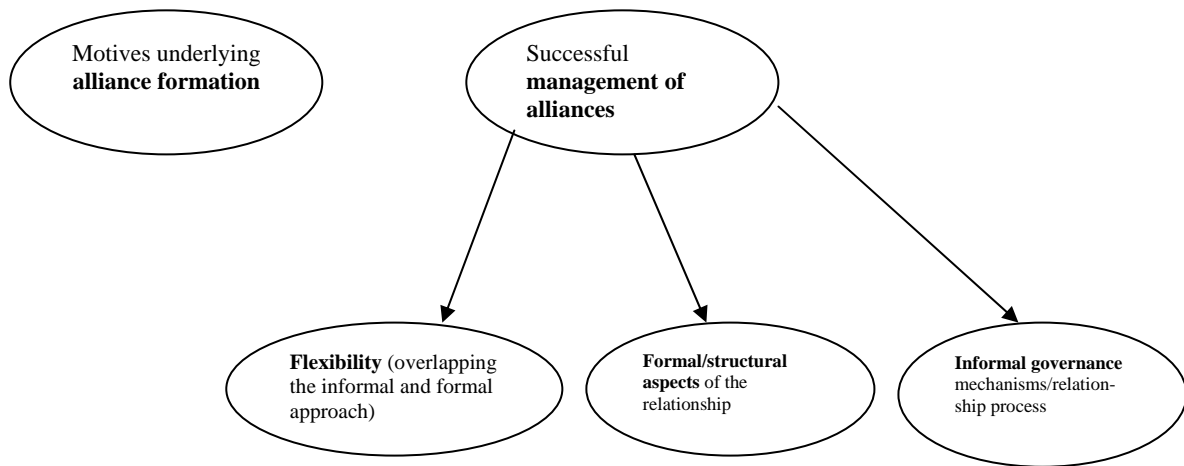 Motives underlying
alliance formation
Successful
management of
alliances
Flexibility (overlapping
the informal and formal
approach)
Formal/structural
aspects of the
relationship
Informal governance
mechanisms/relation-
ship process